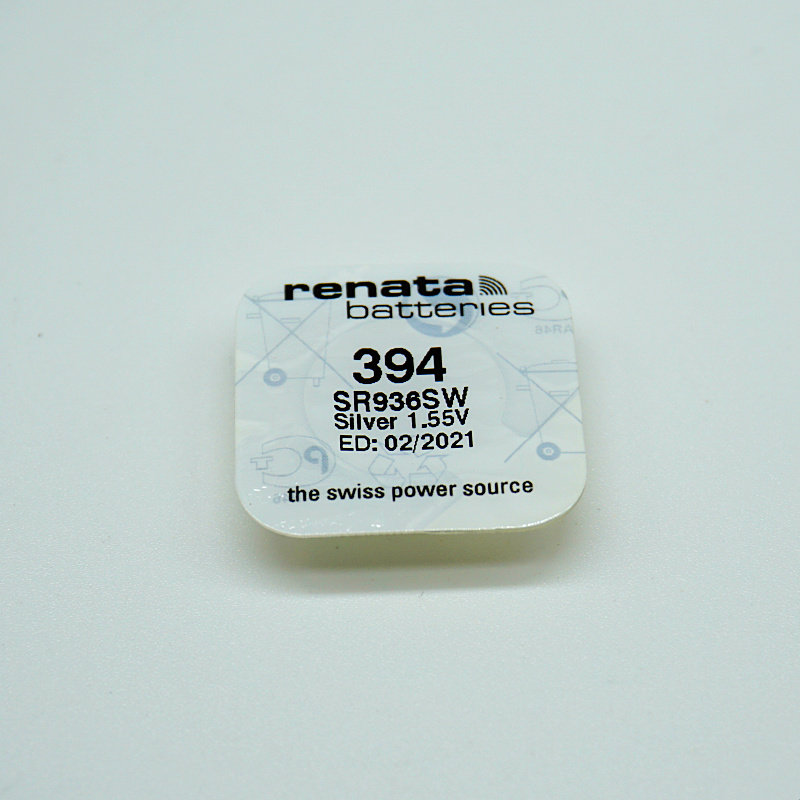 renata
batteries
394
SR936SW
Silver 1.55V
ED: 02/2021
the swiss power source